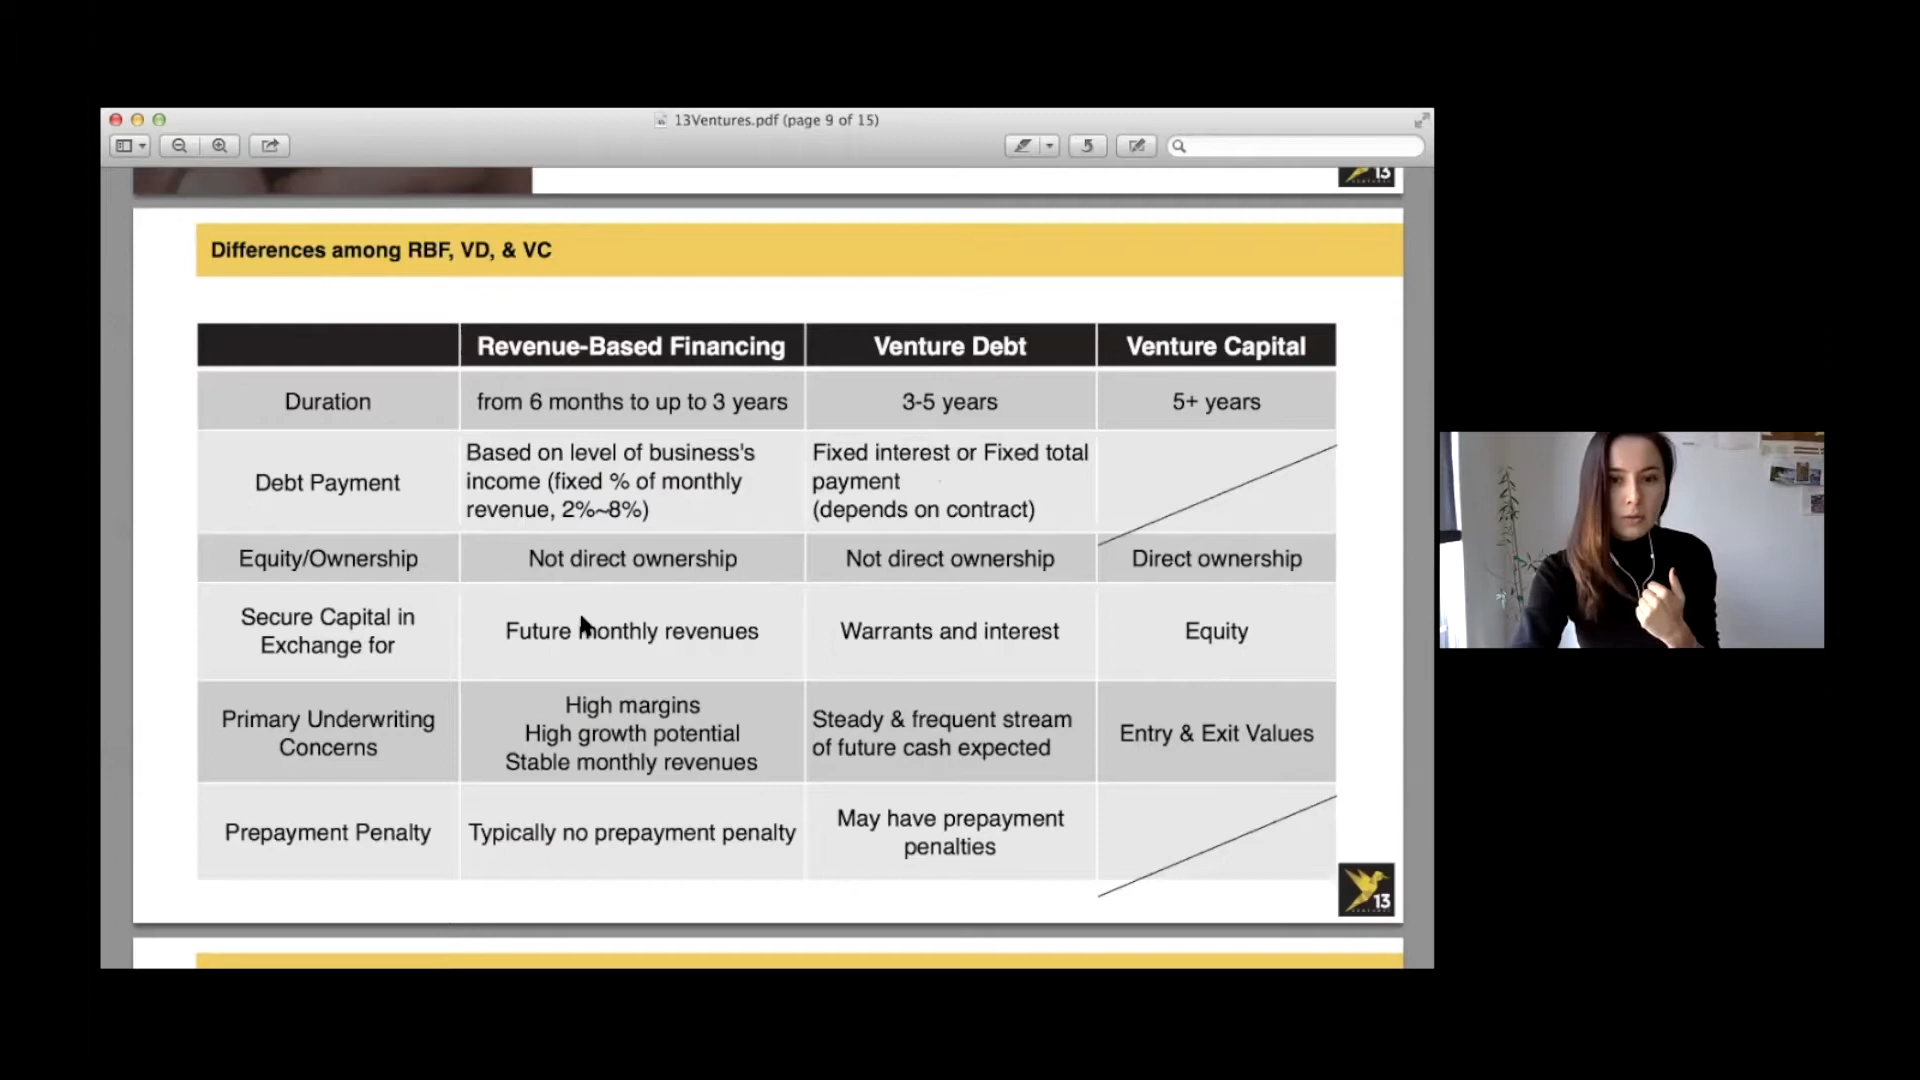 13Ventures.pdf (page 9 of 15)
13
Differences among RBF, VD, & VC
Revenue-Based Financing Venture Debt Venture Capital
Duration from 6 months to up to 3 years 3-5 years 5+ years
Debt Payment
Based on level of business's
income (fixed % of monthly
revenue, 2%~8%)
Fixed interest or Fixed total
payment
(depends on contract)
Equity/Ownership Not direct ownership Not direct ownership Direct ownership
Secure Capital in
Exchange for
Future monthly revenues Warrants and interest Equity
Primary Underwriting
Concerns
High margins
High growth potential
Stable monthly revenues
Steady & frequent stream
of future cash expected
Entry & Exit Values
Prepayment Penalty Typically no prepayment penalty
May have prepayment
penalties
13